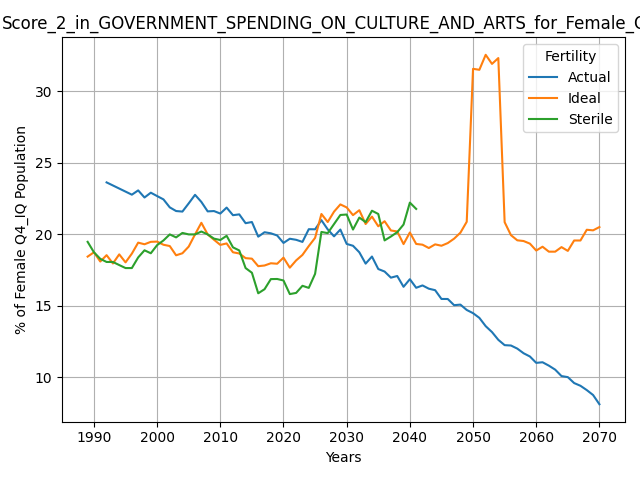 Score_2_in_GOVERNMENT_SPENDING_ON_CULTURE_AND_ARTS_for_Female_
Fertility
Actual
Ideal
Sterile
% of Female Q4_IQ Population
30
25
20
15
10
1990 2000 2010 2020 2030 2040 2050 2060 2070
Years